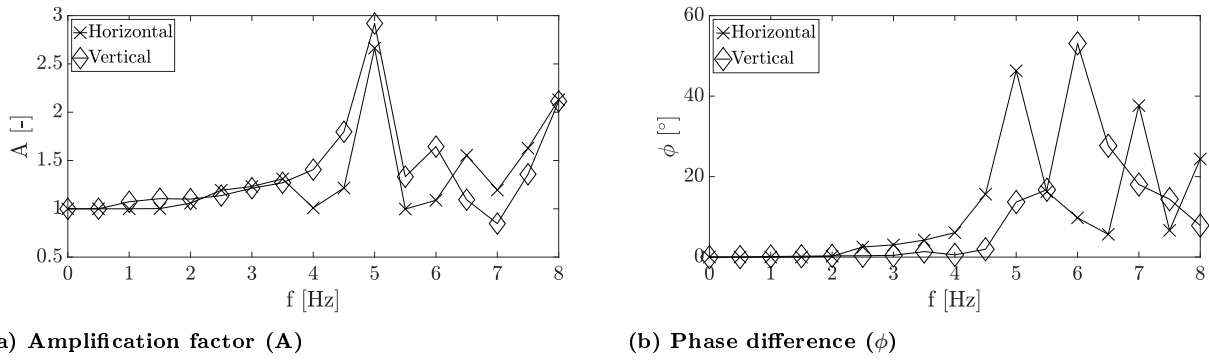 3
2.5
2
1.5
1
0.5
A [-]
Horizontal
Vertical
0 1 2 3 4 5 6 7 8
f [Hz]
a) Amplification factor (A)
60
40
20
0
ϕ [°]
Horizontal
Vertical
0 1 2 3 4 5 6 7 8
f [Hz]
(b) Phase difference (ϕ)